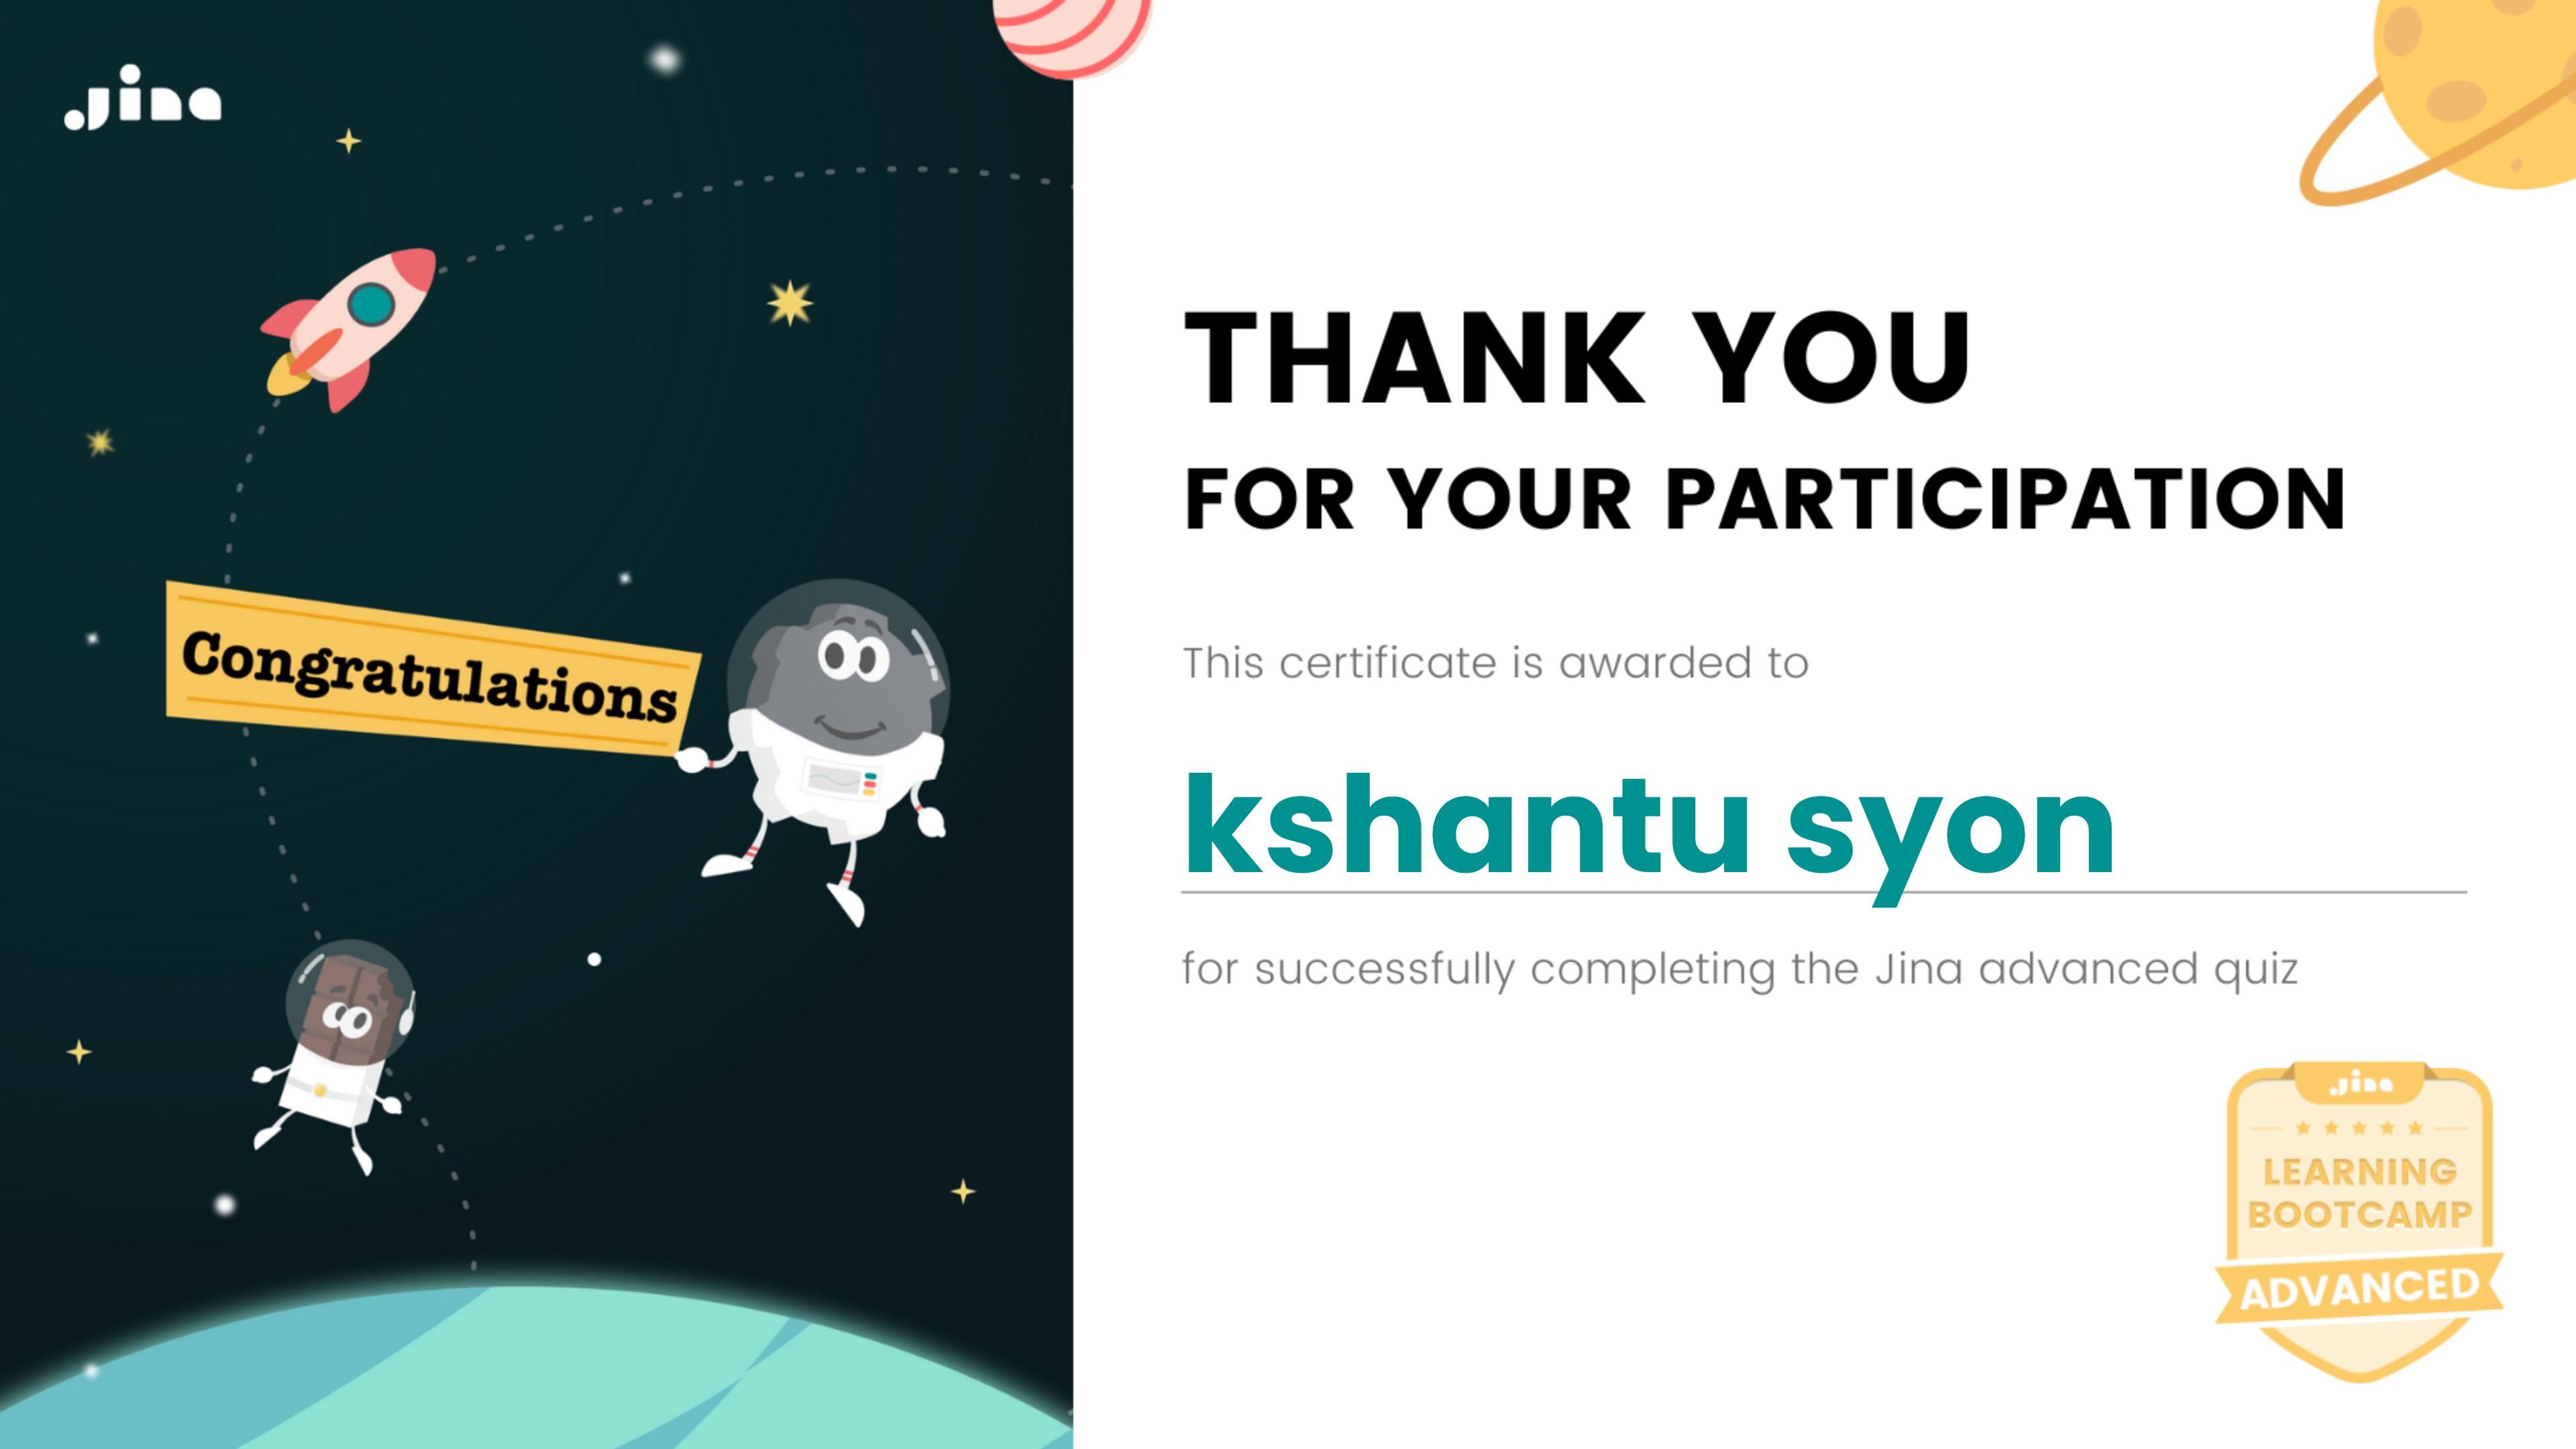 jina
Congratulations
THANK YOU
FOR YOUR PARTICIPATION
This certificate is awarded to
kshantu syon
for successfully completing the Jina advanced quiz
jina
LEARNING
BOOTCAMP
ADVANCED